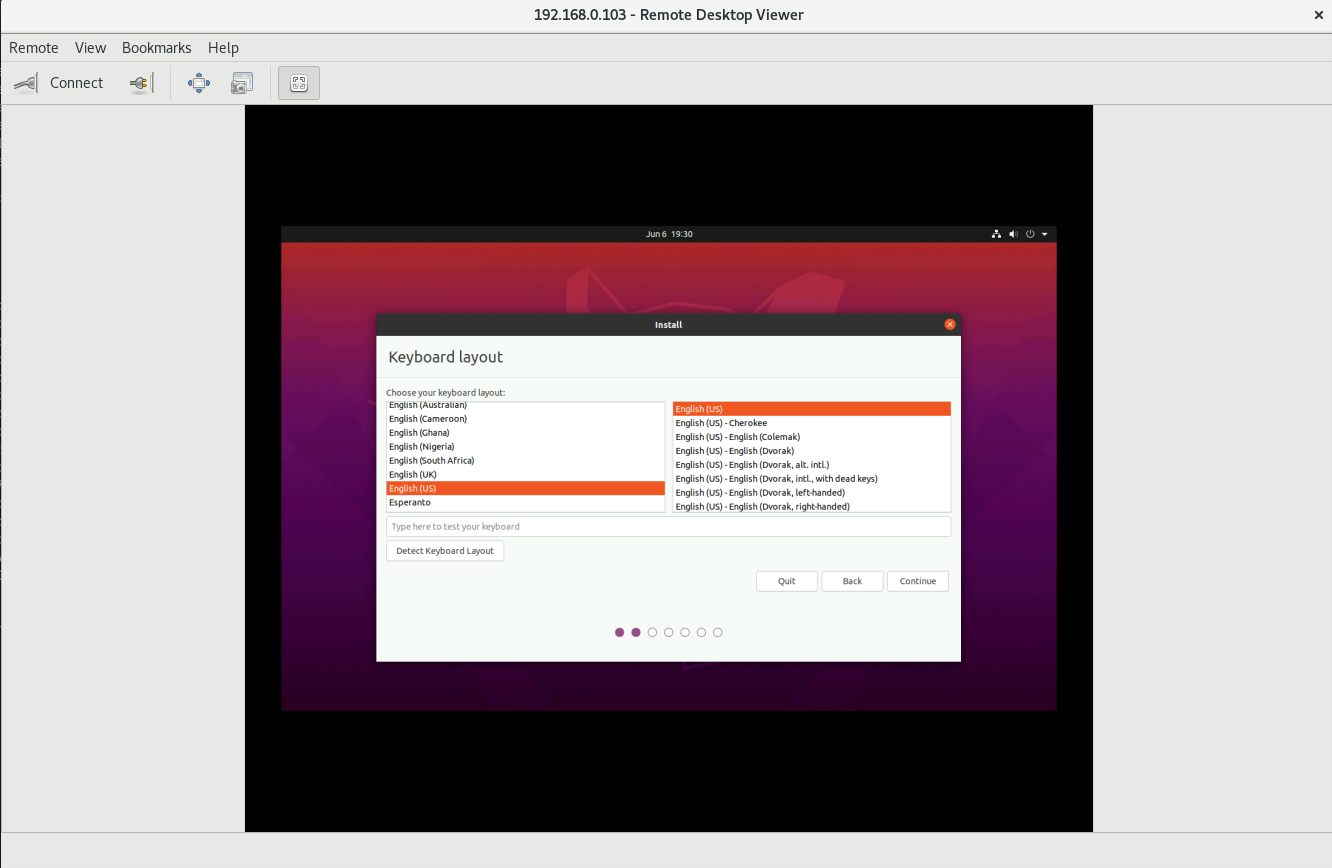 192.168.0.103 - Remote Desktop Viewer
Remote View Bookmarks Help
Connect
Jun 6 19:30
Install
Keyboard layout
Choose your keyboard layout:
English (Australian)
English (Cameroon)
English (Ghana)
English (Nigeria)
English (South Africa)
English (UK)
English (US)
Esperanto
English (US)
English (US) - Cherokee
English (US) - English (Colemak)
English (US) - English (Dvorak)
English (US) - English (Dvorak, alt. intl.)
English (US) - English (Dvorak, intl., with dead keys)
English (US) - English (Dvorak, left-handed)
English (US) - English (Dvorak, right-handed)
Type here to test your keyboard
Detect Keyboard Layout
Quit Back Continue